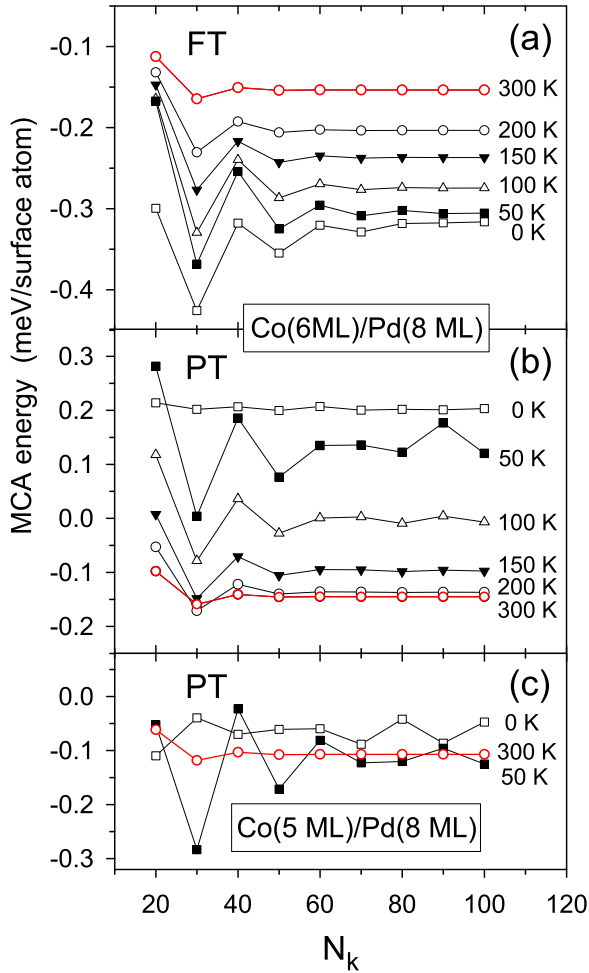 MCA energy (meV/surface atom)
FT
(a)
-0.1
-0.2
-0.3
-0.4
300 K
200 K
150 K
100 K
50 K
0 K
Co(6ML)/Pd(8 ML)
PT
(b)
0.3
0.2
0.1
0.0
-0.1
-0.2
0 K
50 K
100 K
150 K
200 K
300 K
PT
(c)
0.0
-0.1
-0.2
-0.3
0 K
300 K
50 K
Co(5 ML)/Pd(8 ML)
20 40 60 80 100 120
N_k